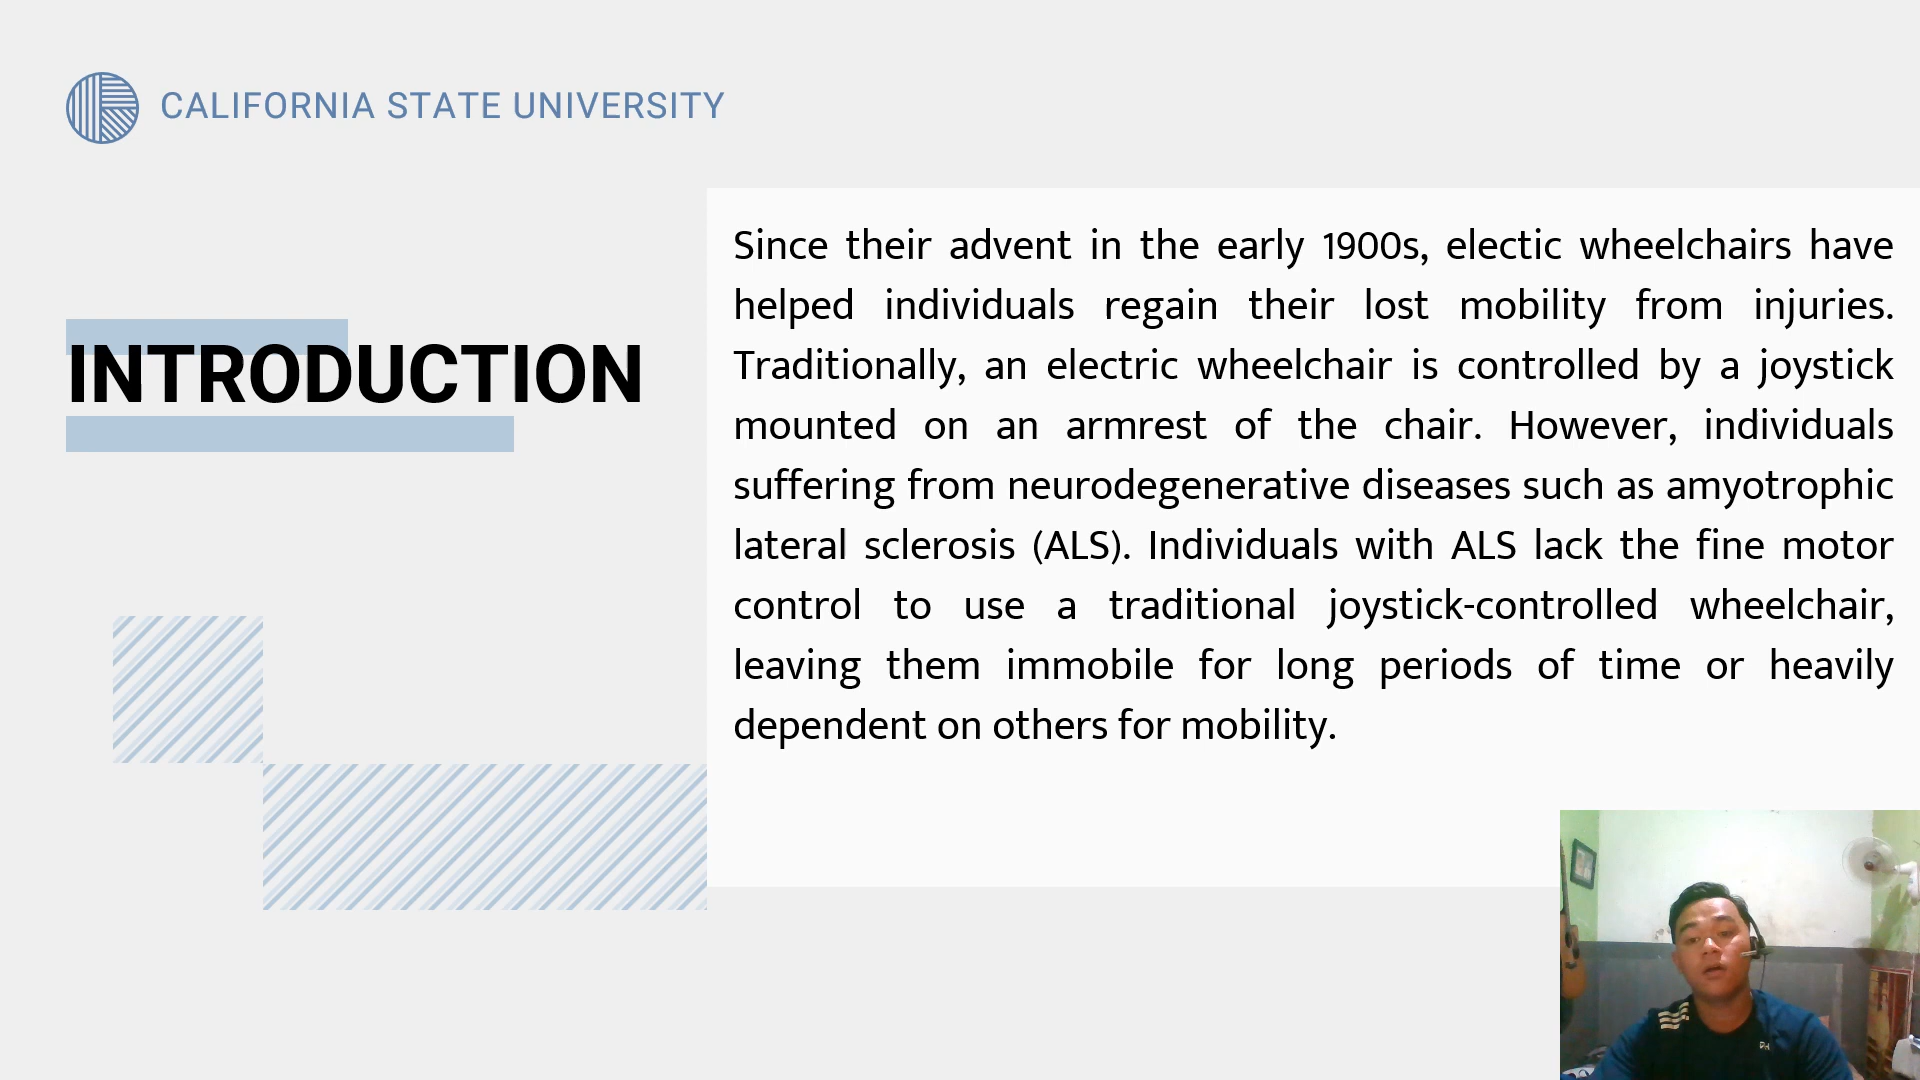 CALIFORNIA STATE UNIVERSITY
INTRODUCTION
Since their advent in the early 1900s, electic wheelchairs have
helped individuals regain their lost mobility from injuries.
Traditionally, an electric wheelchair is controlled by a joystick
mounted on an armrest of the chair. However, individuals
suffering from neurodegenerative diseases such as amyotrophic
lateral sclerosis (ALS). Individuals with ALS lack the fine motor
control to use a traditional joystick-controlled wheelchair,
leaving them immobile for long periods of time or heavily
dependent on others for mobility.